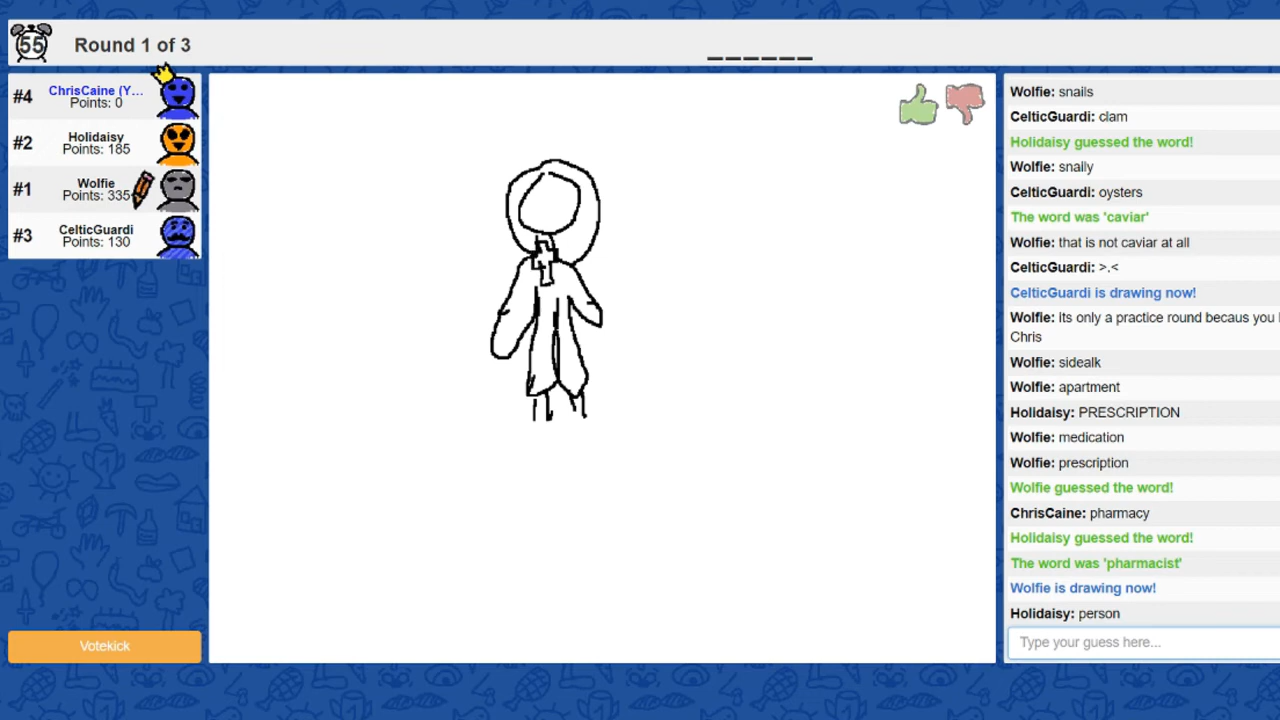 55
Round 1 of 3
______
#4
ChrisCaine (Y...
Points: 0
#2
Holidaisy
Points: 185
#1
Wolfie
Points: 335
#3
CelticGuardi
Points: 130
Votekick
Wolfie: snails
CelticGuardi: clam
Holidaisy guessed the word!
Wolfie: snally
CelticGuardi: oysters
The word was 'caviar'
Wolfie: that is not caviar at all
CelticGuardi: >.<
CelticGuardi is drawing now!
Wolfie: its only a practice round becaus you
Chris
Wolfie: sidealk
Wolfie: apartment
Holidaisy: PRESCRIPTION
Wolfie: medication
Wolfie: prescription
Wolfie guessed the word!
ChrisCaine: pharmacy
Holidaisy guessed the word!
The word was 'pharmacist'
Wolfie is drawing now!
Holidaisy: person
Type your guess here...